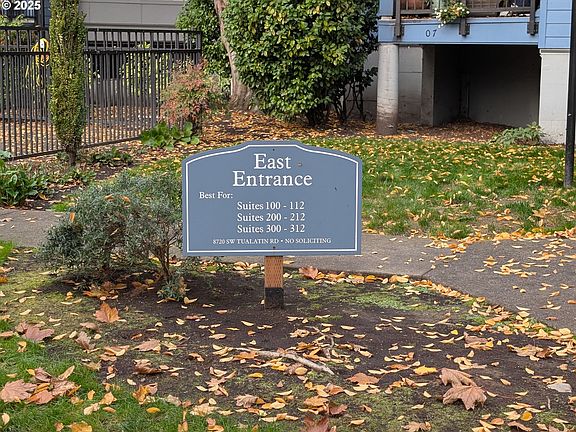 © 2025
07
East
Entrance
Best For:
Suites 100 - 112
Suites 200 - 212
Suites 300 - 312
8720 SW TUALATIN RD • NO SOLICITING